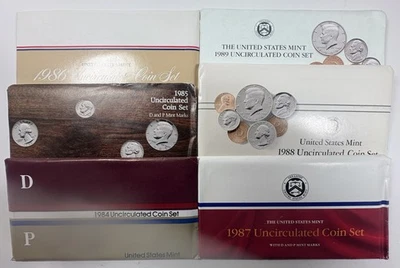 1986 Uncirculated Coin Set
1985
Uncirculated
Coin Set
D and P Mint Marks
D
1984 Uncirculated Coin Set
P
United States Mint
THE UNITED STATES MINT
1989 UNCIRCULATED COIN SET
United States Mint
1988 Uncirculated Coin Set
THE UNITED STATES MINT
1987 Uncirculated Coin Set
WITH D AND P MINT MARKS